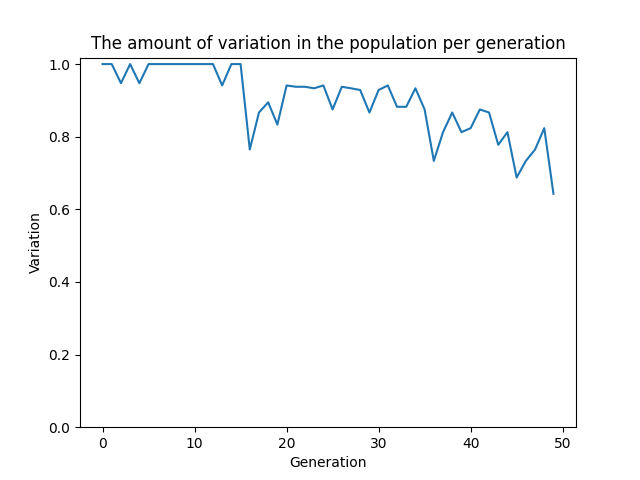 The amount of variation in the population per generation
1.0
0.8
0.6
0.4
0.2
0.0
Variation
0 10 20 30 40 50
Generation